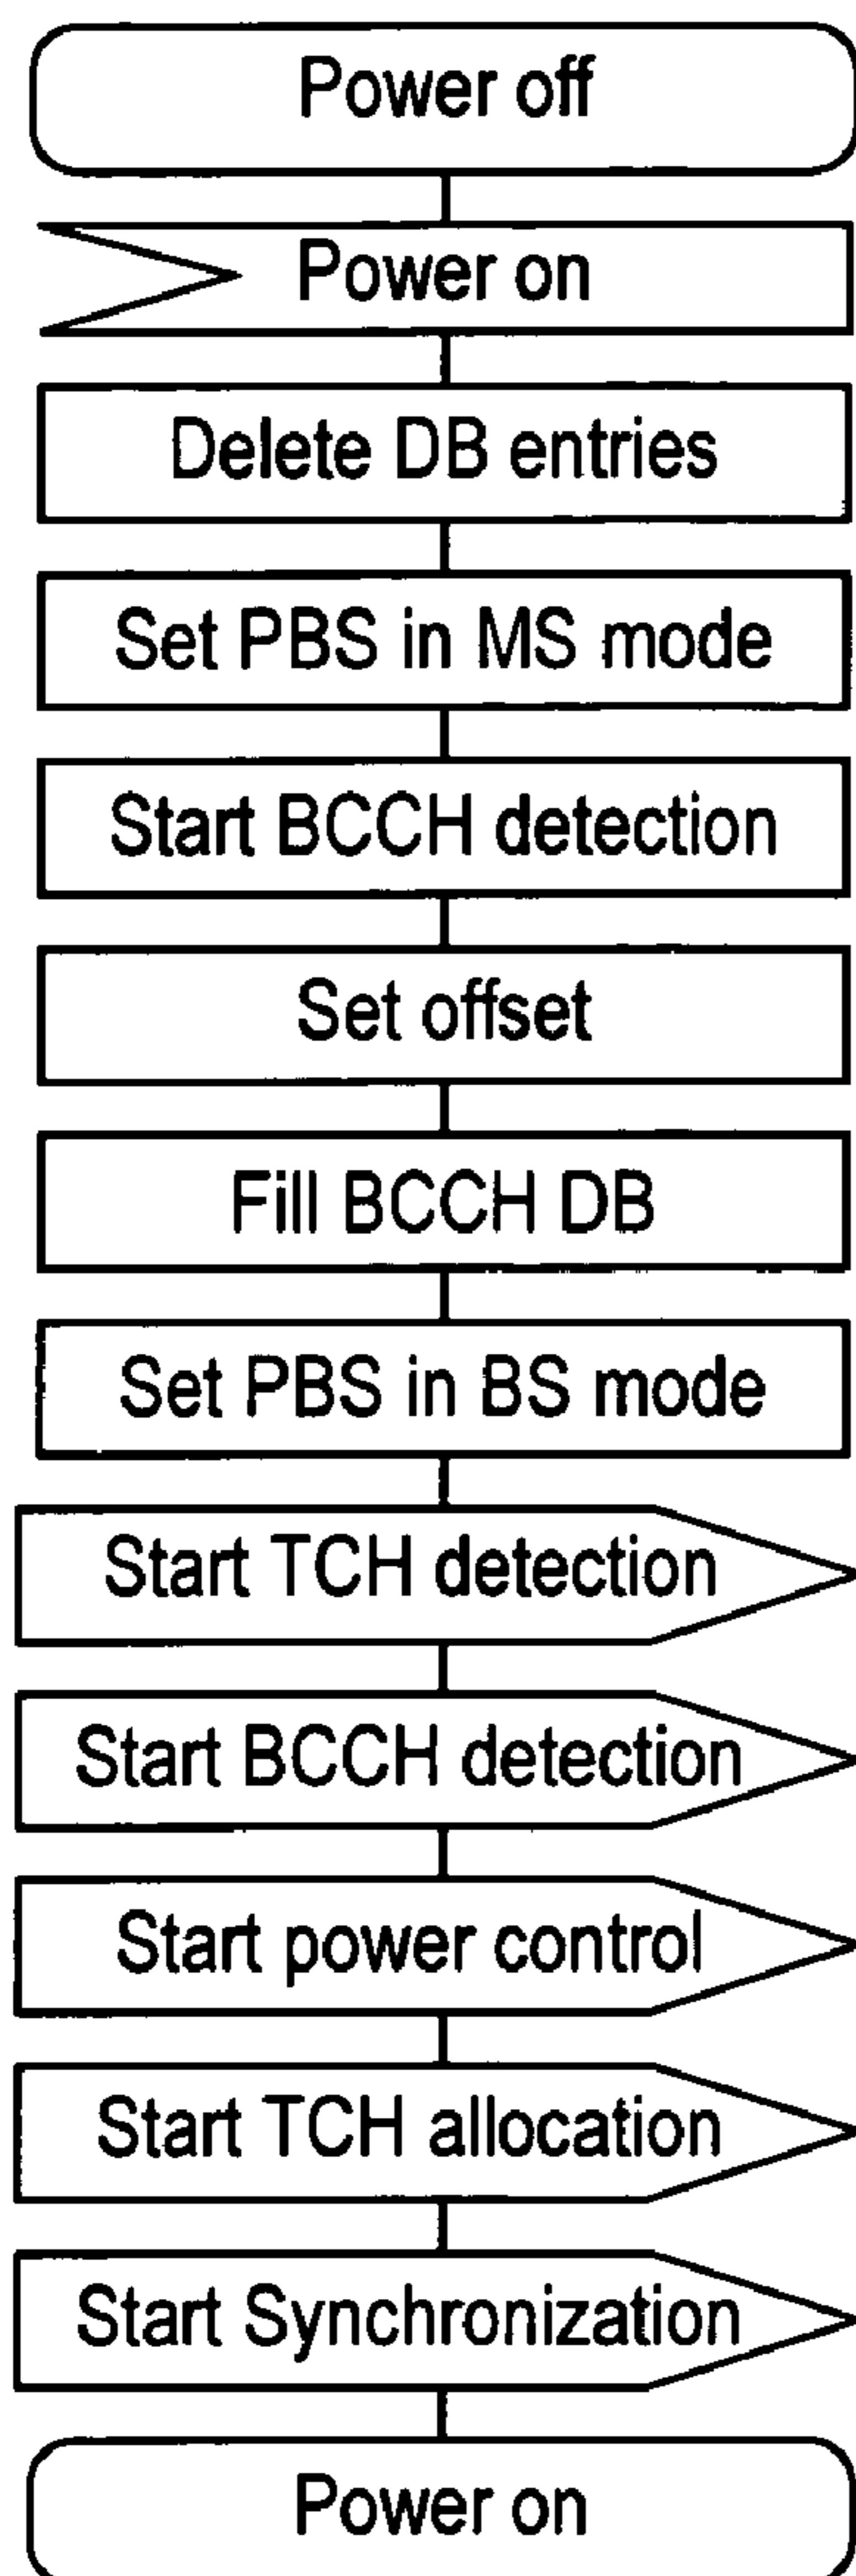 Power off
Power on
Delete DB entries
Set PBS in MS mode
Start BCCH detection
Set offset
Fill BCCH DB
Set PBS in BS mode
Start TCH detection
Start BCCH detection
Start power control
Start TCH allocation
Start Synchronization
Power on